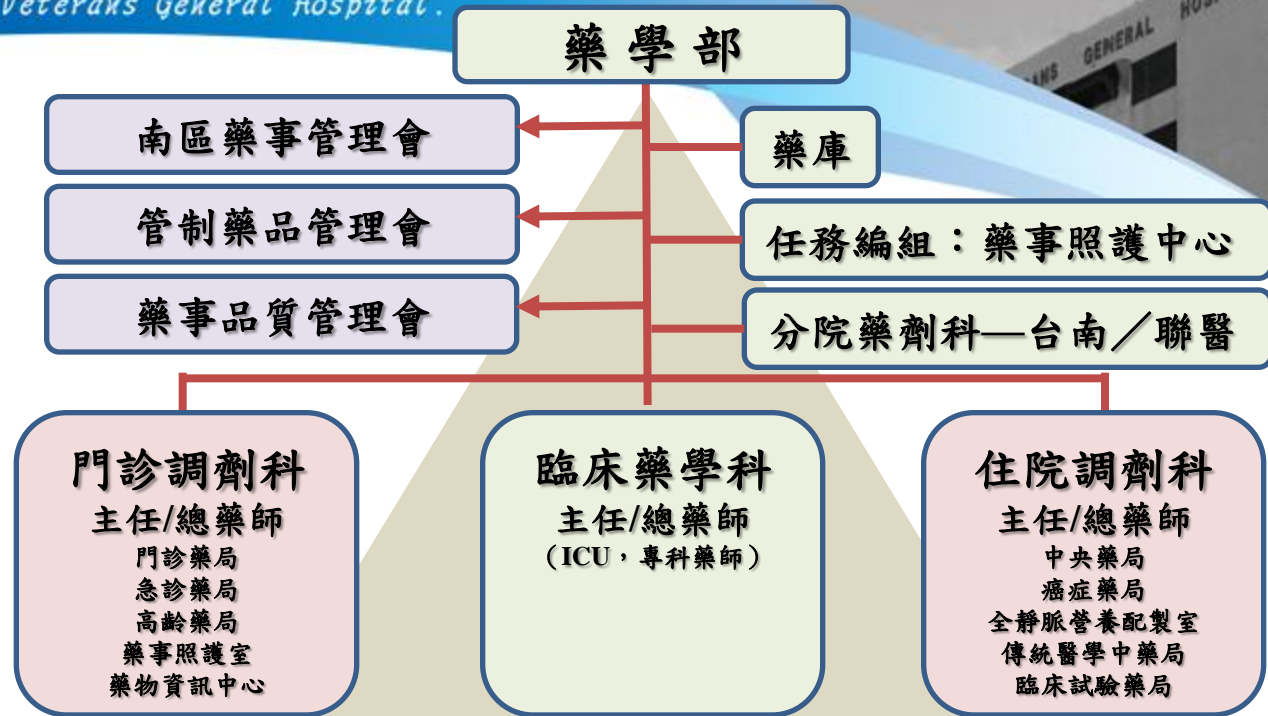 Veterans General Hospital.
GENERAL
藥學部
南區藥事管理會
管制藥品管理會
藥事品質管理會
藥庫
任務編組：藥事照護中心
分院藥劑科—台南／聯醫
門診調劑科
主任/總藥師
門診藥局
急診藥局
高齡藥局
藥事照護室
藥物資訊中心
臨床藥學科
主任/總藥師
（ICU，專科藥師）
住院調劑科
主任/總藥師
中央藥局
癌症藥局
全靜脈營養配製室
傳統醫學中藥局
臨床試驗藥局